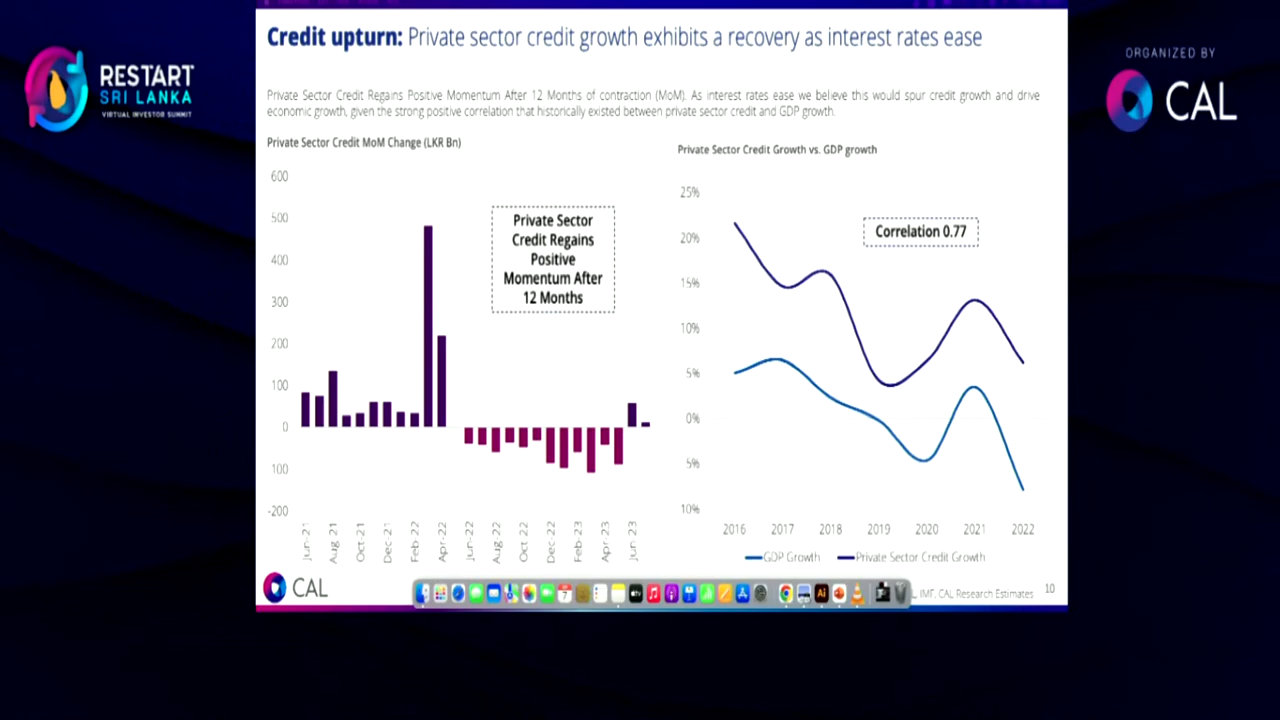 Credit upturn: Private sector credit growth exhibits a recovery as interest rates ease
RESTART
SRI LANKA
VIRTUAL INVESTOR SUMMIT
ORGANIZED BY
CAL
Private Sector Credit Regains Positive Momentum After 12 Months of contraction (MoM). As interest rates ease we believe this would spur credit growth and drive
economic growth, given the strong positive correlation that historically existed between private sector credit and GDP growth.
Private Sector Credit MoM Change (LKR Bn)
600
500
400
300
200
100
0
100
-200
Private Sector
Credit Regains
Positive
Momentum After
12 Months
Jun-21
Aug-21
Oct-21
Dec-21
Feb-22
Apr-22
Jun-22
Aug-22
Oct 22
Dec-22
Feb-23
Apr-23
Jun-23
Private Sector Credit Growth vs. GDP growth
25%
20%
15%
10%
5%
0%
5%
10%
Correlation 0.77
2016 2017 2018 2019 2020 2021 2022
GDP Growth Private Sector Credit Growth
CAL
7
Ai
IMF, CAL Research Estimates
10